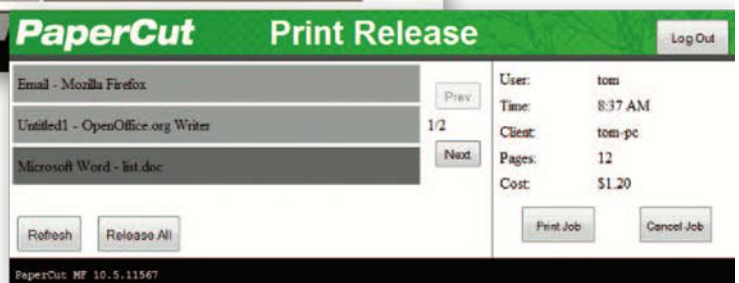 PaperCut Print Release
Log Out
Email - Mozilla Firefox
Untitled1 - OpenOffice.org Writer
Microsoft Word - list.doc
Prev
1/2
Next
Refresh Release All
User: tom
Time: 8:37 AM
Client: tom-pc
Pages: 12
Cost: $1.20
Print Job Cancel Job
PaperCut MF 10.5.11567